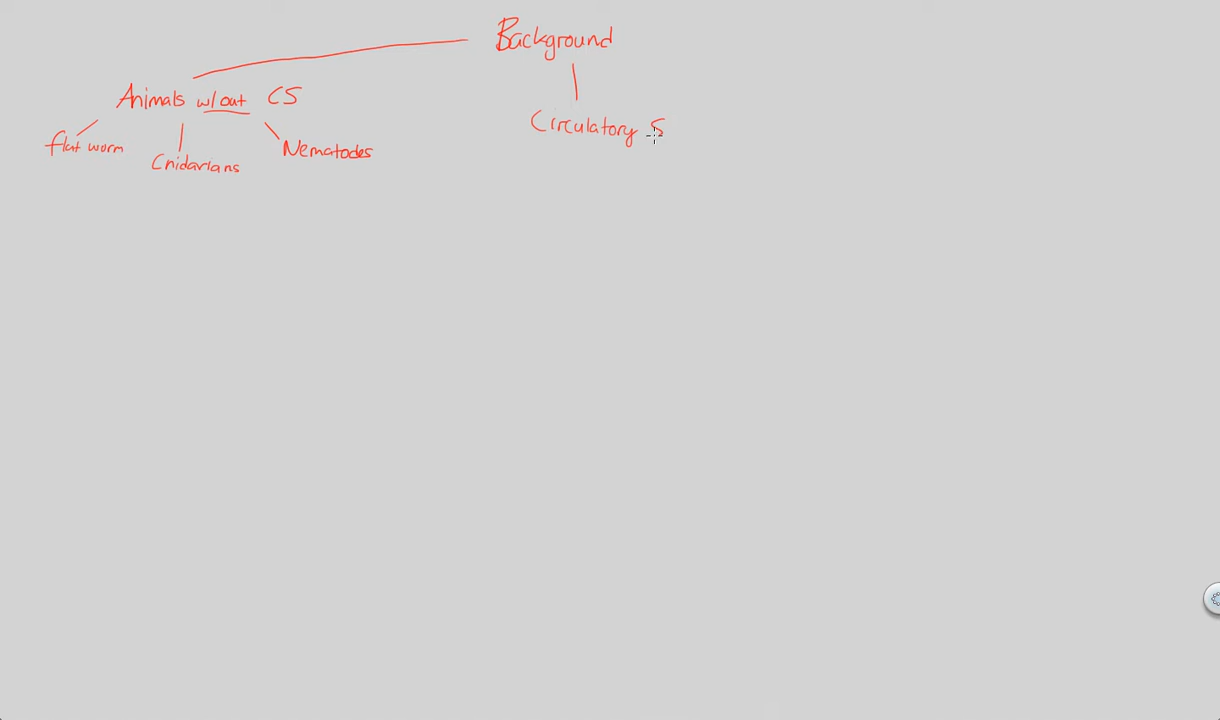 Background
Animals w/out CS
Circulatory S
flat worm
Cnidarians
Nematodes